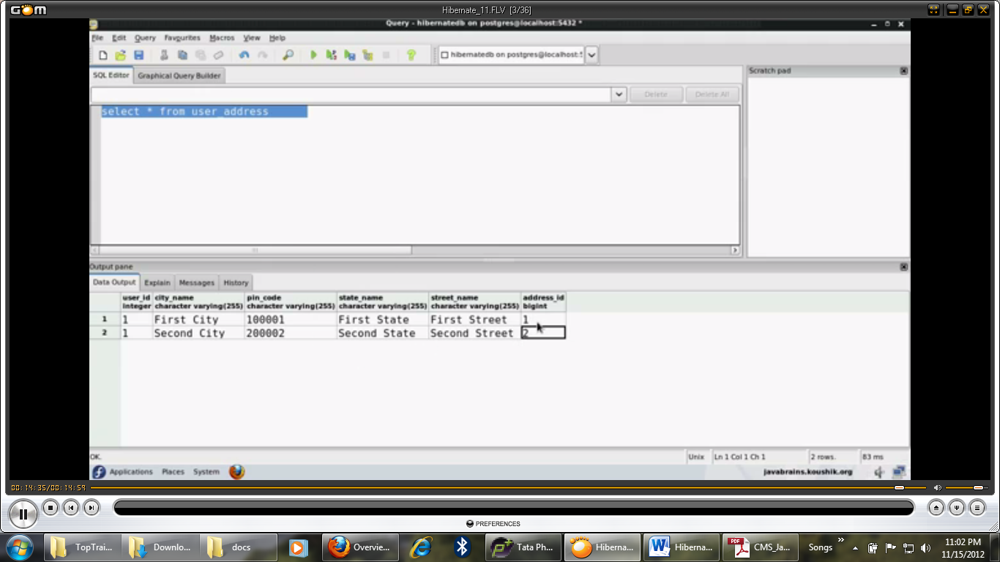 GOM
Hibernate_11.FLV [3/36]
Query - hibernatedb on postgres@localhost:5432 *
File Edit Query Favourites Macros View Help
hibernatedb on postgres@localhost:5
SQL Editor Graphical Query Builder
Scratch pad
Delete Delete All
select * from user_address
Output pane
Data Output Explain Messages History
user_id city_name pin_code state_name street_name address_id
integer character varying(255) character varying(255) character varying(255) character varying(255) bigint
1 1 First City 100001 First State First Street 1
2 1 Second City 200002 Second State Second Street 2
OK. Unix Ln 1 Col 1 Ch 1 2 rows. 83 ms
Applications Places System javabrains.koushik.org
00:14:35/00:14:59
PREFERENCES
TopTrai... Downlo... docs Overvie... Tata Ph... Hiberna... Hiberna... PDF CMS_Ja... Songs » 11:02 PM
11/15/2012